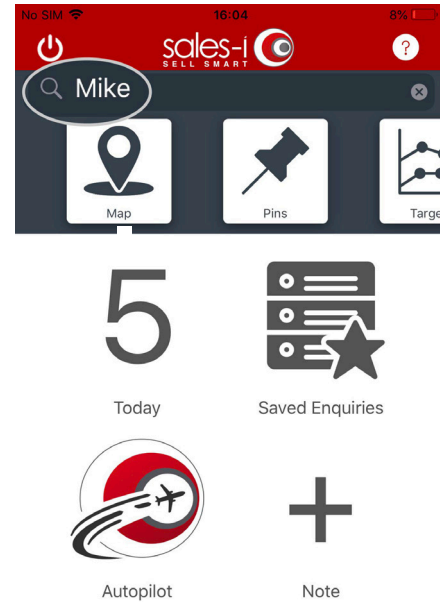 No SIM 16:04 8%
sales-i ?
SELL SMART
Mike
Map Pins Targe
5
Today Saved Enquiries
Autopilot Note